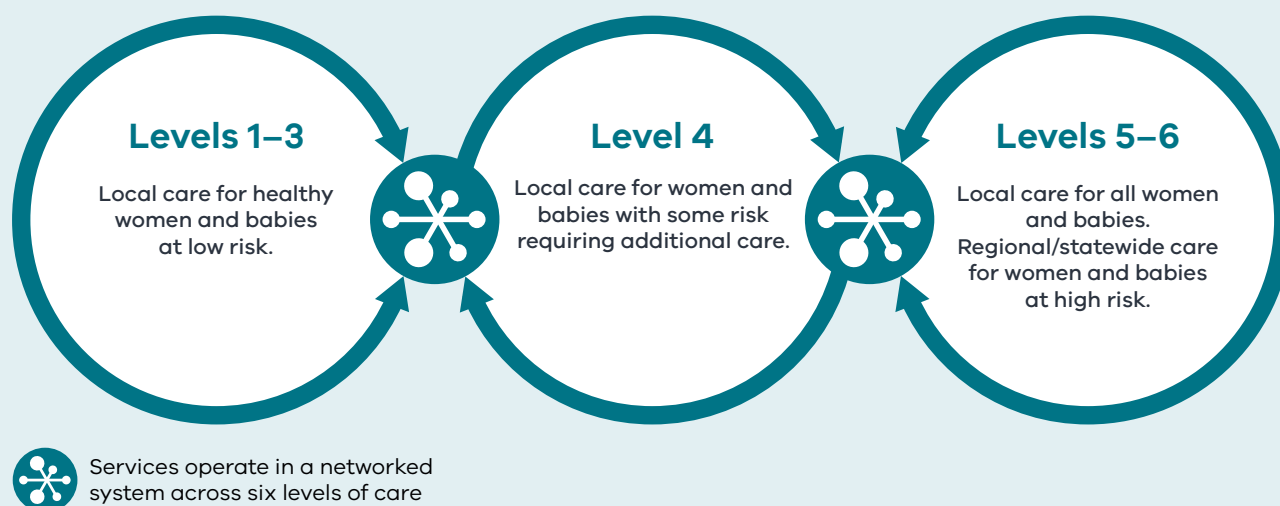 Levels 1–3
Local care for healthy
women and babies
at low risk.
Level 4
Local care for women and
babies with some risk
requiring additional care.
Levels 5–6
Local care for all women
and babies.
Regional/statewide care
for women and babies
at high risk.
Services operate in a networked
system across six levels of care